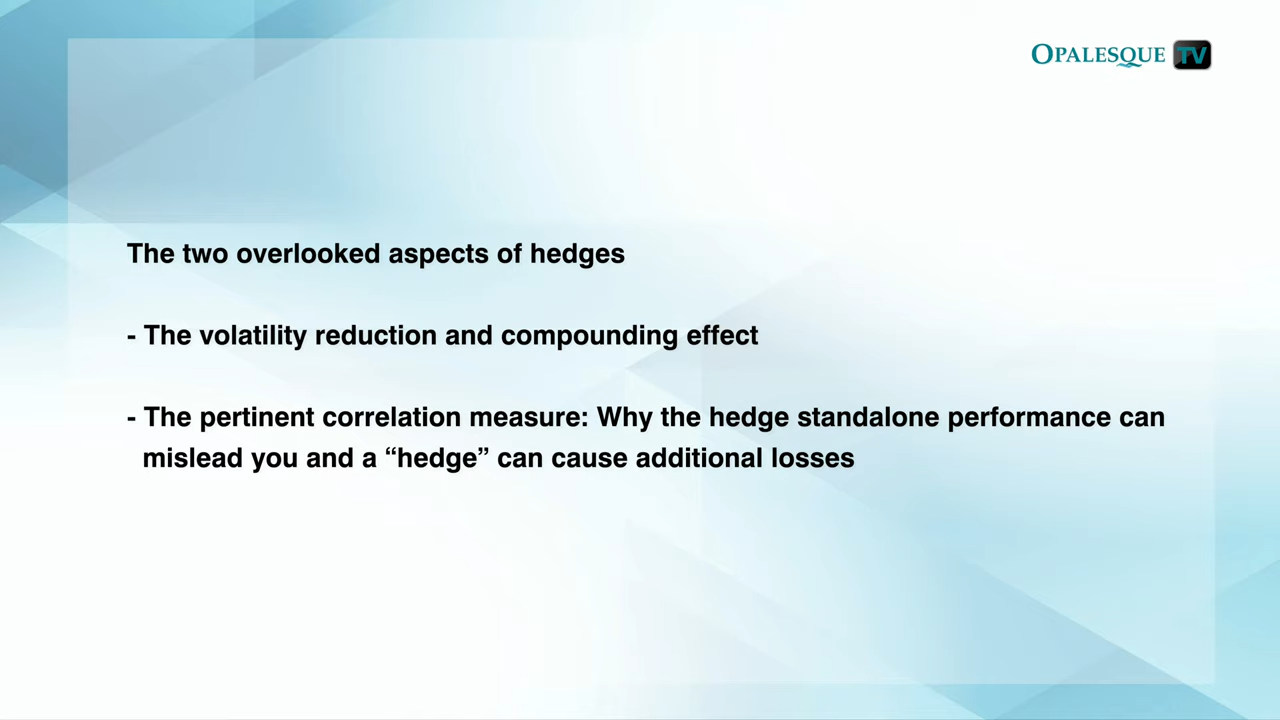 OPALESQUE TV
The two overlooked aspects of hedges
- The volatility reduction and compounding effect
- The pertinent correlation measure: Why the hedge standalone performance can
mislead you and a “hedge” can cause additional losses